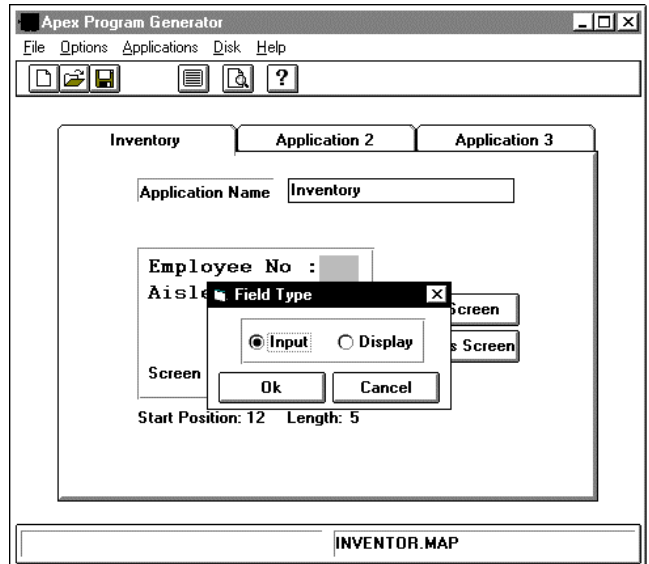 Apex Program Generator
File Options Applications Disk Help
?
Inventory Application 2 Application 3
Application Name Inventory
Employee No :
Aisle
Field Type
Screen
Input Display
s Screen
Screen
Ok Cancel
Start Position: 12 Length: 5
INVENTOR.MAP